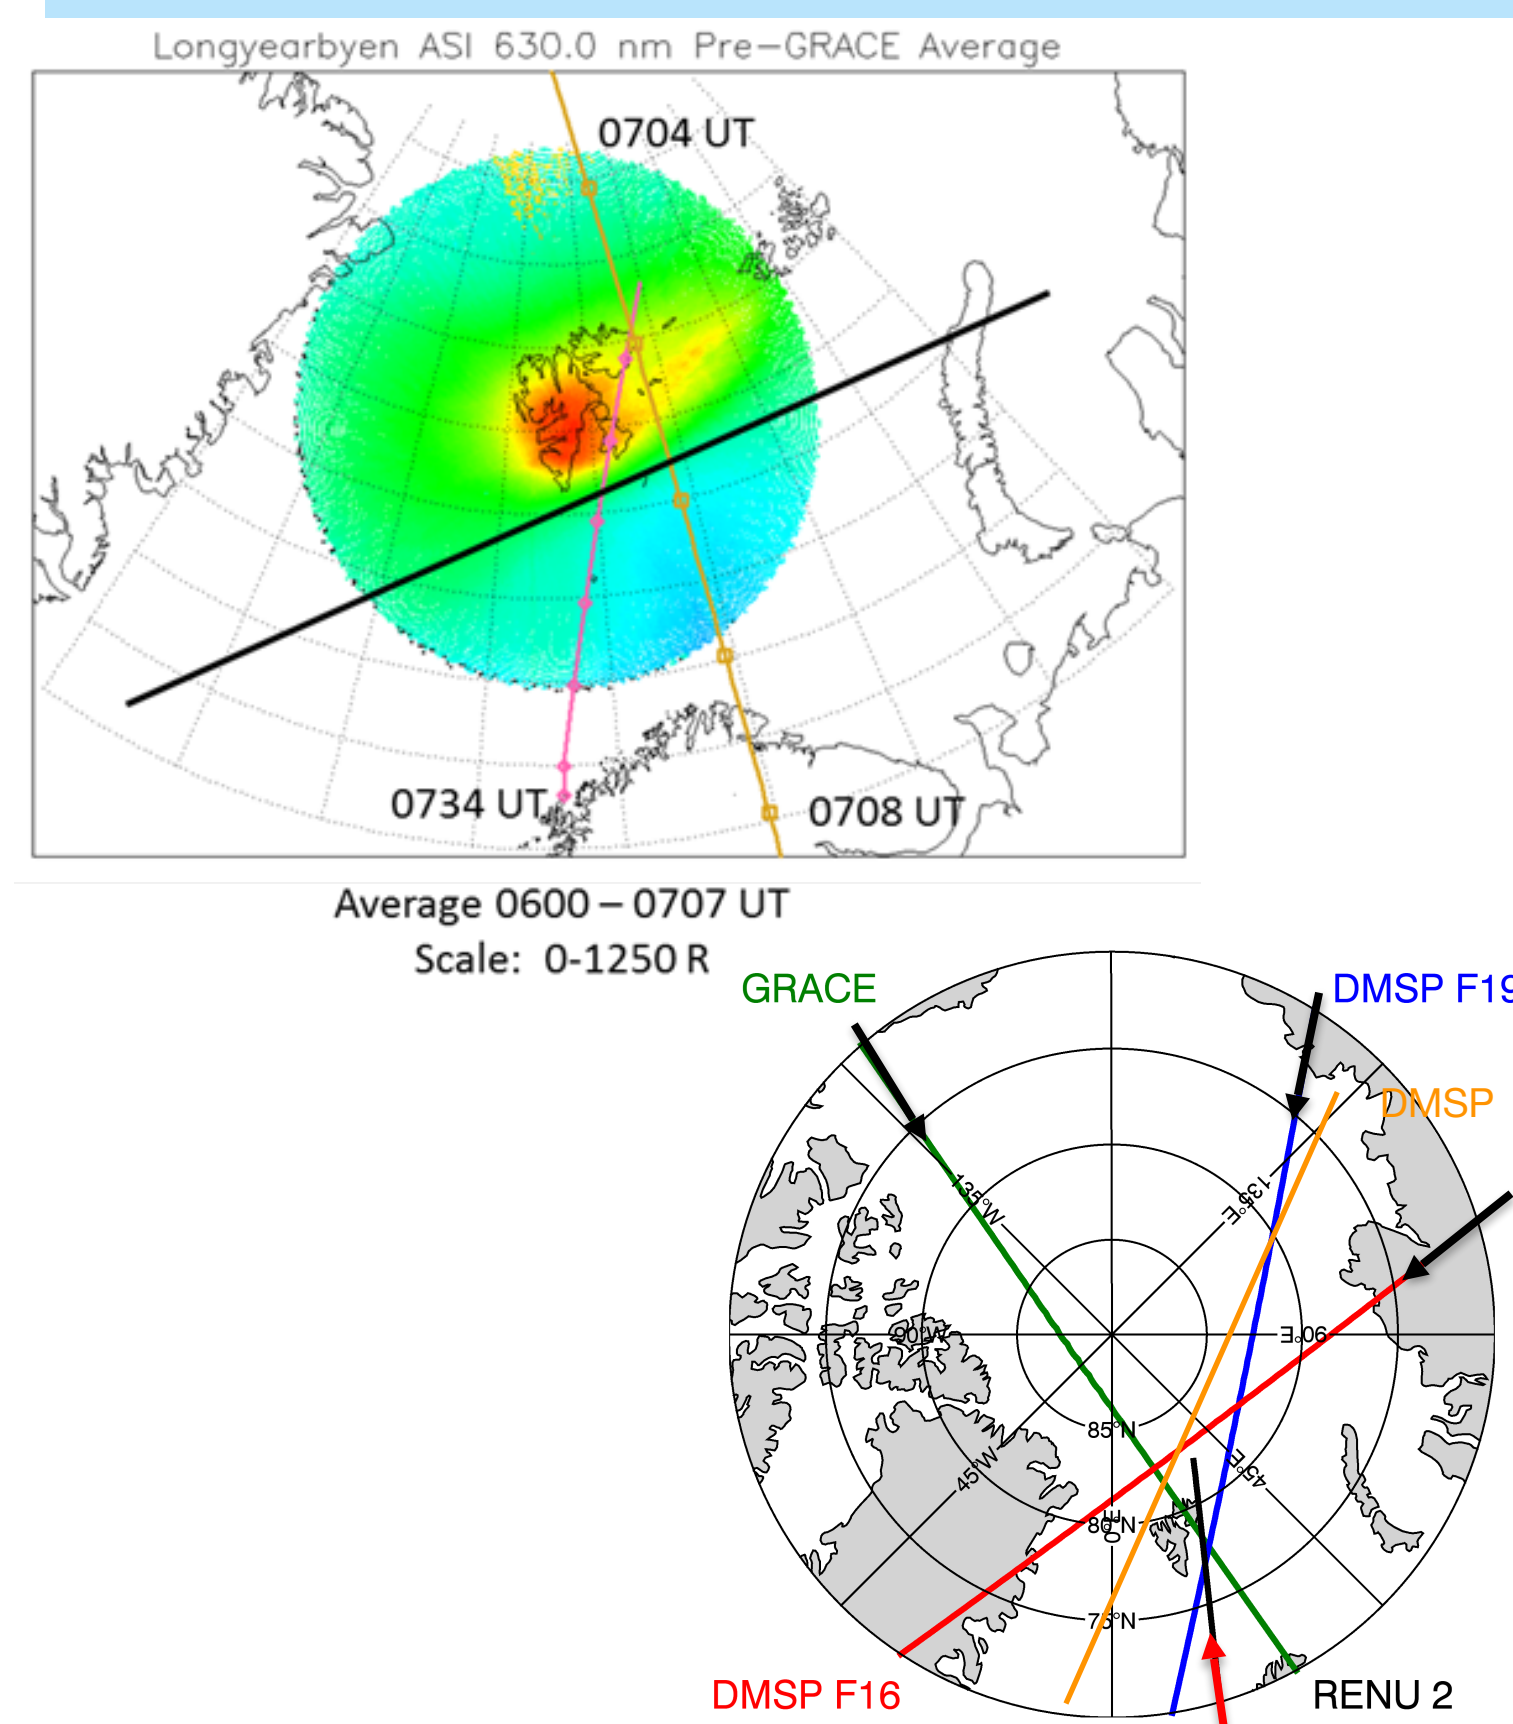 Longyearbyen ASI 630.0 nm Pre-GRACE Average
0704 UT
0734 UT
0708 UT
Average 0600 – 0707 UT
Scale: 0-1250 R
GRACE
DMSP F19
DMSP
135°W
135°E
90°W
90°E
85°N
45°W
45°E
80°N
0°E
75°N
DMSP F16
RENU 2